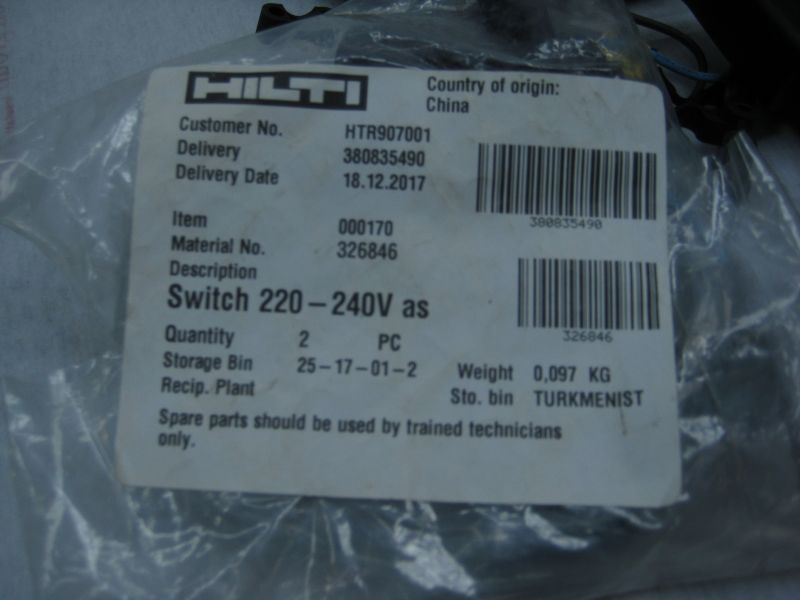 HILTI
Country of origin:
China
Customer No. HTR907001
Delivery 380835490
Delivery Date 18.12.2017
380835490
Item 000170
Material No. 326846
Description
Switch 220-240V as
326846
Quantity 2 PC
Storage Bin 25-17-01-2 Weight 0,097 KG
Recip. Plant Sto. bin TURKMENIST
Spare parts should be used by trained technicians
only.